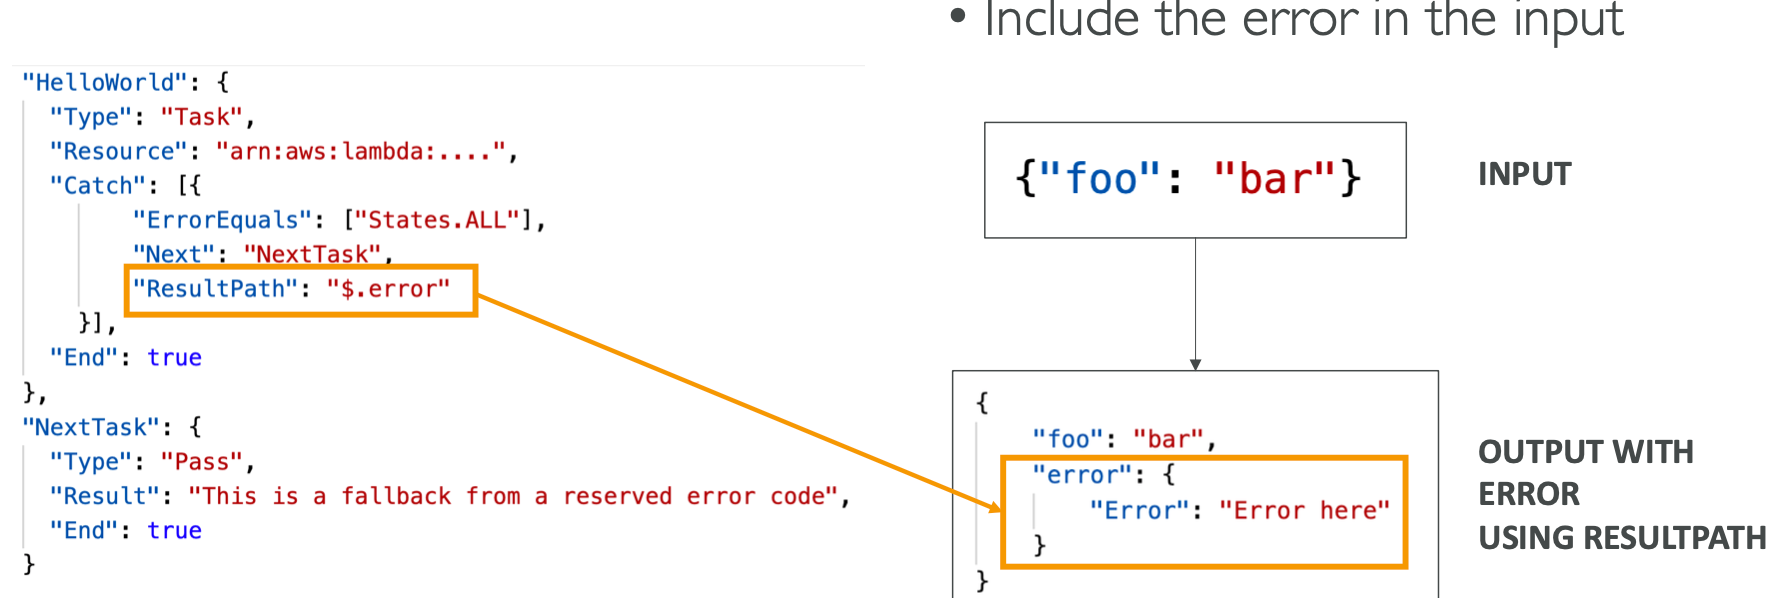 • Include the error in the input
"HelloWorld": {
"Type": "Task",
"Resource": "arn:aws:lambda:....",
"Catch": [{
"ErrorEquals": ["States.ALL"],
"Next": "NextTask",
"ResultPath": "$.error"
}],
"End": true
},
"NextTask": {
"Type": "Pass",
"Result": "This is a fallback from a reserved error code",
"End": true
}
{"foo": "bar"}
INPUT
{
"foo": "bar",
"error": {
"Error": "Error here"
}
}
OUTPUT WITH
ERROR
USING RESULTPATH